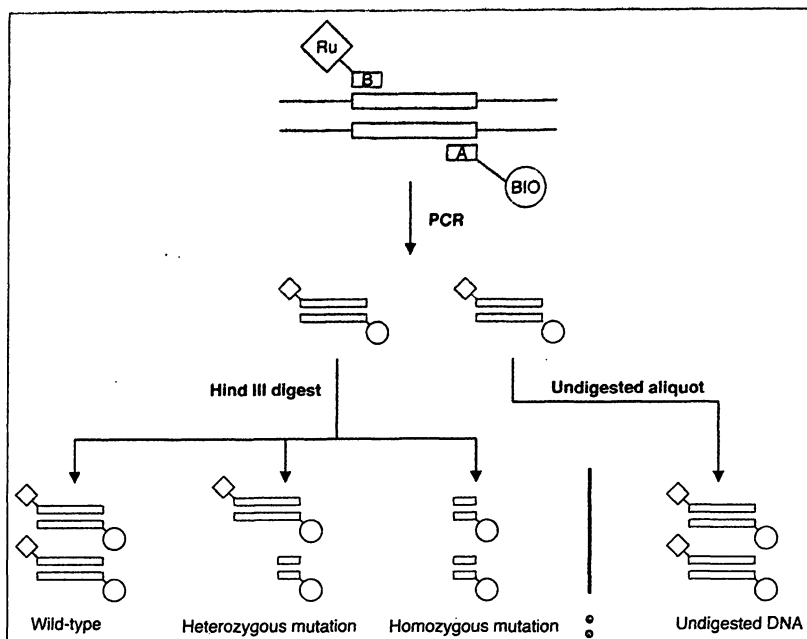 Ru
B
A
BIO
PCR
Hind III digest
Undigested aliquot
Wild-type
Heterozygous mutation
Homozygous mutation
Undigested DNA